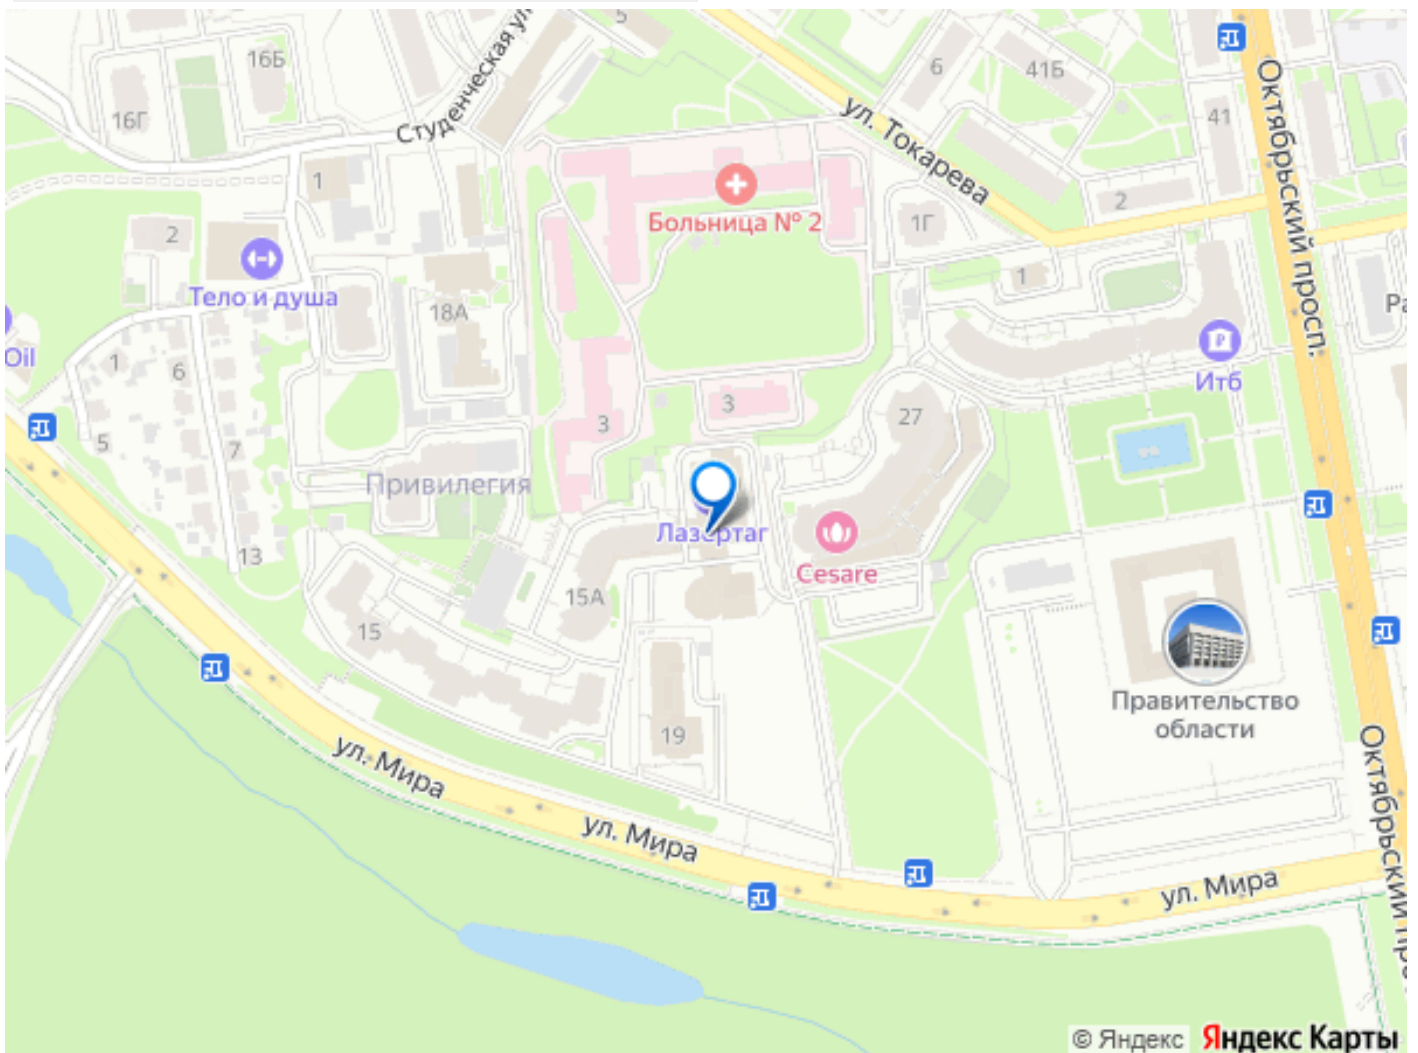 5
16Б
6
41Б
16Г
Студенческая ул.
ул. Токарева
41
Октябрьский просп.
1
2
Больница № 2
1Г
2
1
Тело и душа
18А
Ра
Oil
1
6
Итб
3
3
27
5
7
Привилегия
Лазертаг
13
Cesare
15А
15
Правительство
области
19
ул. Мира
ул. Мира
ул. Мира
Октябрьский про
© Яндекс Яндекс Карты